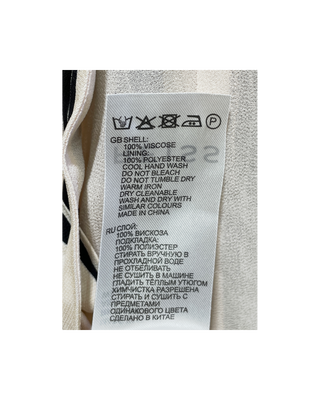 P
GB SHELL:
100% VISCOSE
LINING:
100% POLYESTER
COOL HAND WASH
DO NOT BLEACH
DO NOT TUMBLE DRY
WARM IRON
DRY CLEANABLE
WASH AND DRY WITH
SIMILAR COLOURS
MADE IN CHINA
RU СЛОЙ:
100% ВИСКОЗА
ПОДКЛАДКА:
100% ПОЛИЭСТЕР
СТИРАТЬ ВРУЧНУЮ В
ПРОХЛАДНОЙ ВОДЕ
НЕ ОТБЕЛИВАТЬ
НЕ СУШИТЬ В МАШИНЕ
ГЛАДИТЬ ТЁПЛЫМ УТЮГОМ
ХИМЧИСТКА РАЗРЕШЕНА
СТИРАТЬ И СУШИТЬ С
ПРЕДМЕТАМИ
ОДИНАКОВОГО ЦВЕТА
СДЕЛАНО В КИТАЕ